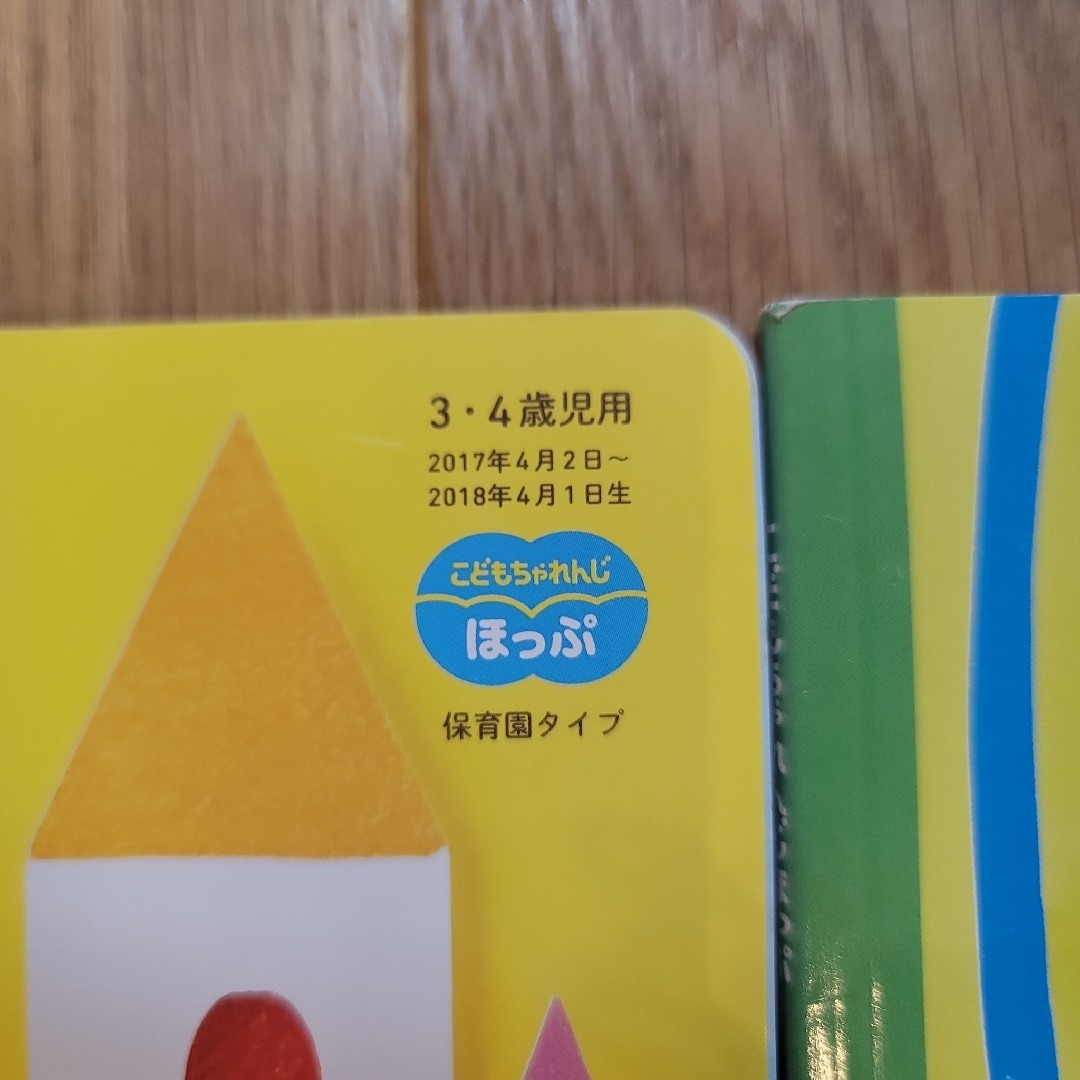 3・4歳児用
2017年4月2日～
2018年4月1日生
こどもちゃれんじ
ほっぷ
保育園タイプ